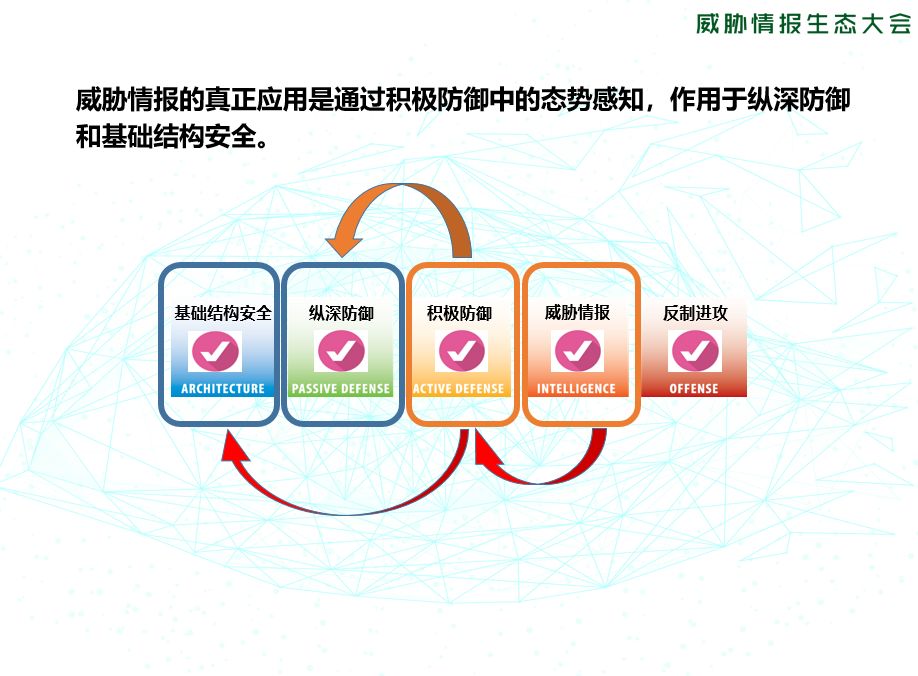 威胁情报生态大会
威胁情报的真正应用是通过积极防御中的态势感知，作用于纵深防御
和基础结构安全。
基础结构安全
纵深防御
积极防御
威胁情报
反制进攻
ARCHITECTURE
PASSIVE DEFENSE
ACTIVE DEFENSE
INTELLIGENCE
OFFENSE